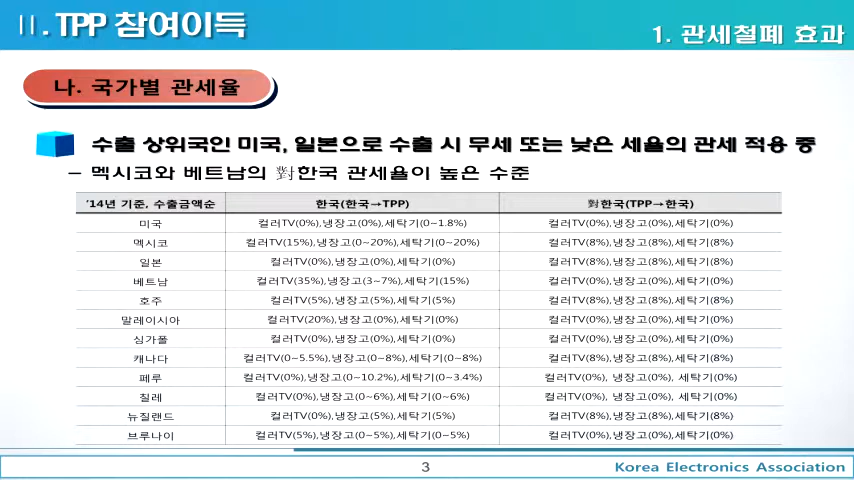 Ⅱ. TPP 참여이득
1. 관세철폐 효과
나. 국가별 관세율
수출 상위국인 미국, 일본으로 수출 시 무세 또는 낮은 세율의 관세 적용 중
– 멕시코와 베트남의 對한국 관세율이 높은 수준
‘14년 기준, 수출금액순 한국(한국→TPP) 對한국(TPP→한국)
미국 컬러TV(0%),냉장고(0%),세탁기(0~1.8%) 컬러TV(0%),냉장고(0%),세탁기(0%)
멕시코 컬러TV(15%),냉장고(0~20%),세탁기(0~20%) 컬러TV(8%),냉장고(8%),세탁기(8%)
일본 컬러TV(0%),냉장고(0%),세탁기(0%) 컬러TV(8%),냉장고(8%),세탁기(8%)
베트남 컬러TV(35%),냉장고(3~7%),세탁기(15%) 컬러TV(0%),냉장고(0%),세탁기(0%)
호주 컬러TV(5%),냉장고(5%),세탁기(5%) 컬러TV(8%),냉장고(8%),세탁기(8%)
말레이시아 컬러TV(20%),냉장고(0%),세탁기(0%) 컬러TV(0%),냉장고(0%),세탁기(0%)
싱가폴 컬러TV(0%),냉장고(0%),세탁기(0%) 컬러TV(0%),냉장고(0%),세탁기(0%)
캐나다 컬러TV(0~5.5%),냉장고(0~8%),세탁기(0~8%) 컬러TV(8%),냉장고(8%),세탁기(8%)
페루 컬러TV(0%),냉장고(0~10.2%),세탁기(0~3.4%) 컬러TV(0%), 냉장고(0%), 세탁기(0%)
칠레 컬러TV(0%),냉장고(0~6%),세탁기(0~6%) 컬러TV(0%), 냉장고(0%), 세탁기(0%)
뉴질랜드 컬러TV(0%),냉장고(5%),세탁기(5%) 컬러TV(8%),냉장고(8%),세탁기(8%)
브루나이 컬러TV(5%),냉장고(0~5%),세탁기(0~5%) 컬러TV(0%),냉장고(0%),세탁기(0%)
3
Korea Electronics Association